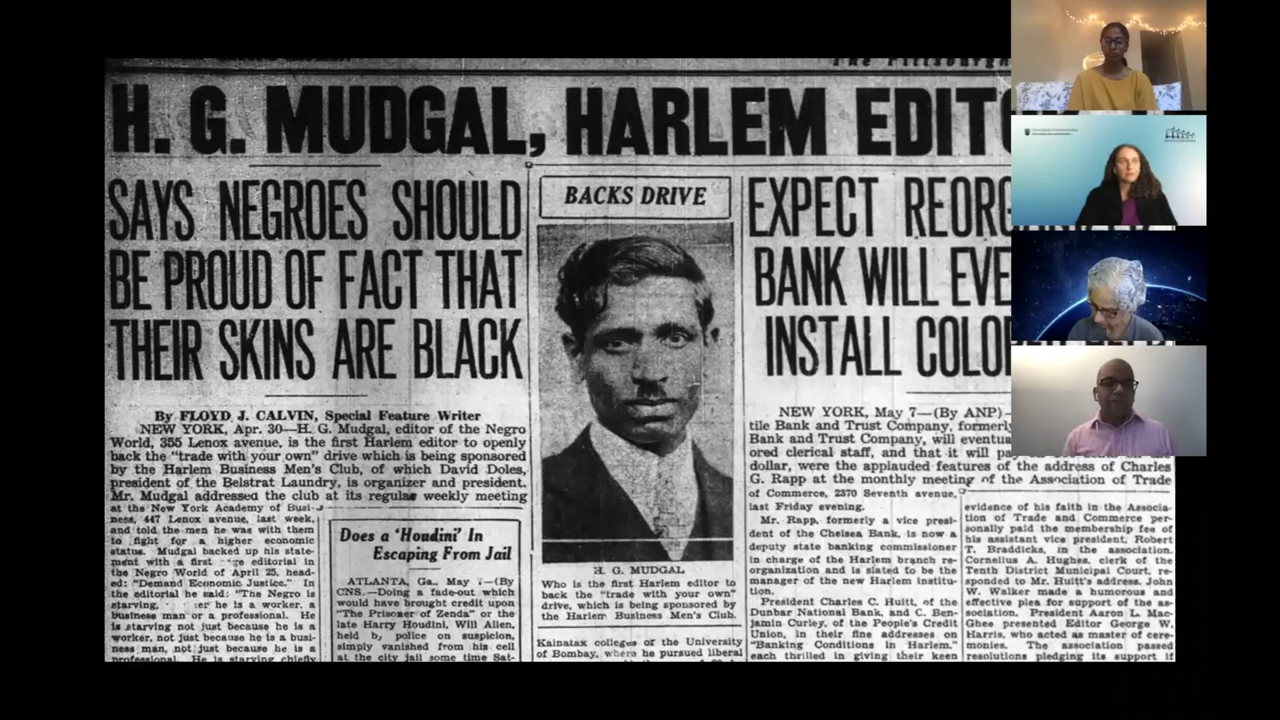 The Pittsburgh
H. G. MUDGAL, HARLEM EDITO
SAYS NEGROES SHOULD
BE PROUD OF FACT THAT
THEIR SKINS ARE BLACK
By FLOYD J. CALVIN, Special Feature Writer
NEW YORK, Apr. 30—H. G. Mudgal, editor of the Negro
World, 355 Lenox avenue, is the first Harlem editor to openly
back the "trade with your own" drive which is being sponsored
by the Harlem Business Men's Club, of which David Doles,
president of the Belstrat Laundry, is organizer and president.
Mr. Mudgal addressed the club at its regular weekly meeting
at the New York Academy of Busi-
ness, 447 Lenox avenue, last week,
and told the men he was with them
to fight for a higher economic
status. Mudgal backed up his state-
ment with a first page editorial in
the Negro World of April 25, head-
ed: "Demand Economic Justice." In
the editorial he said: "The Negro is
starving, he is a worker, a
business man or a professional. He
is starving not just because he is a
worker, not just because he is a busi-
ness man, not just because he is a
professional. He is starving chiefly
Does a 'Houdini' In
Escaping From Jail
ATLANTA, Ga., May 7—(By
CNS.—Doing a fade-out which
would have brought credit upon
"The Prisoner of Zenda" or the
late Harry Houdini, Will Allen,
held by police on suspicion,
simply vanished from his cell
at the city jail some time Sat-
BACKS DRIVE
H. G. MUDGAL
Who is the first Harlem editor to
back the "trade with your own"
drive, which is being sponsored by
the Harlem Business Men's Club.
Kainatax colleges of the University
of Bombay, where he pursued liberal
EXPECT REORG
BANK WILL EVE
INSTALL COLO
NEW YORK, May 7—(By ANP)—
tile Bank and Trust Company, formerly
Bank and Trust Company, will eventua
ored clerical staff, and that it will pa
dollar, were the applauded features of the address of Charles
G. Rapp at the monthly meeting of the Association of Trade
of Commerce, 2370 Seventh avenue,
last Friday evening.
Mr. Rapp, formerly a vice presi-
dent of the Chelsea Bank, is now a
deputy state banking commissioner
in charge of the Harlem branch re-
organization and is slated to be the
manager of the new Harlem institu-
tion.
President Charles C. Huitt, of the
Dunbar National Bank, and C. Ben-
jamin Curley, of the People's Credit
Union, in their fine addresses on
"Banking Conditions in Harlem,"
each thrilled in giving their keen
evidence of his faith in the Associa-
tion of Trade and Commerce per-
sonally paid the membership fee of
his assistant vice president, Robert
T. Braddicks, in the association.
Cornelius A. Hughes, clerk of the
Tenth District Municipal Court, re-
sponded to Mr. Huitt's address. John
W. Walker made a humorous and
effective plea for support of the as-
sociation. President Aaron L. Mac-
Ghee presented Editor George W.
Harris, who acted as master of cere-
monies. The association passed
resolutions pledging its support if